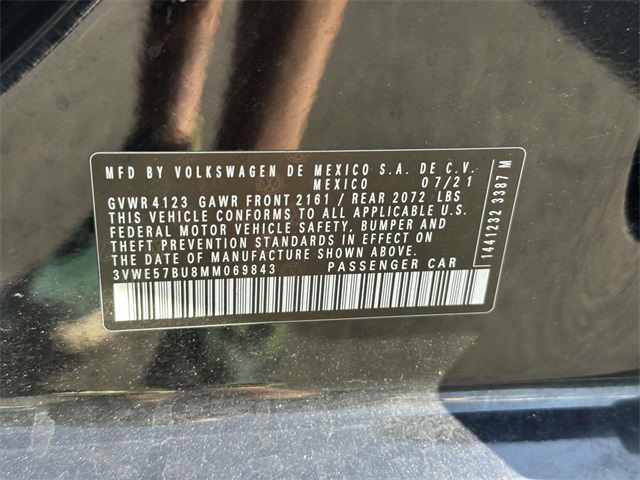 MFD BY VOLKSWAGEN DE MEXICO S.A. DE C.V.
MEXICO 07/21
GVWR 4123 GAWR FRONT 2161 / REAR 2072 LBS
THIS VEHICLE CONFORMS TO ALL APPLICABLE U.S.
FEDERAL MOTOR VEHICLE SAFETY, BUMPER AND
THEFT PREVENTION STANDARDS IN EFFECT ON
THE DATE OF MANUFACTURE SHOWN ABOVE.
3VWE57BU8MM069843 PASSENGER CAR
1441232 3387 M